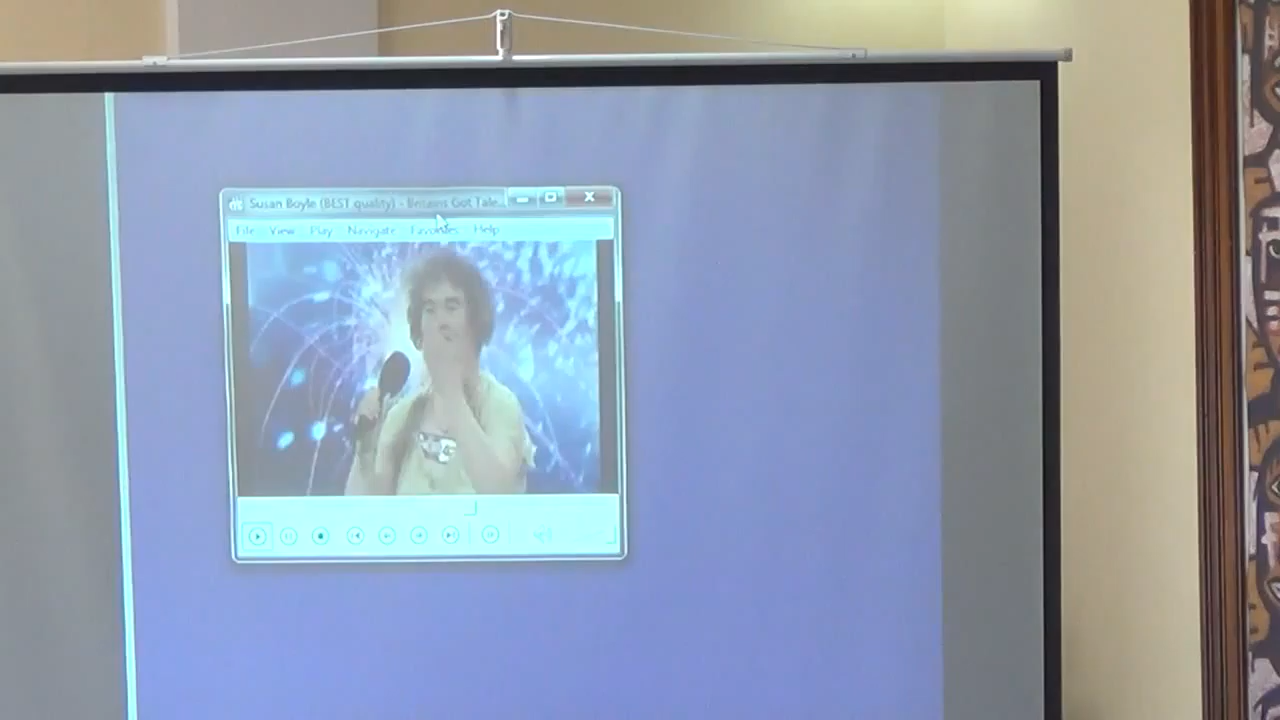 Susan Boyle (BEST quality) - Britains Got Tale...
File View Play Navigate Favorites Help